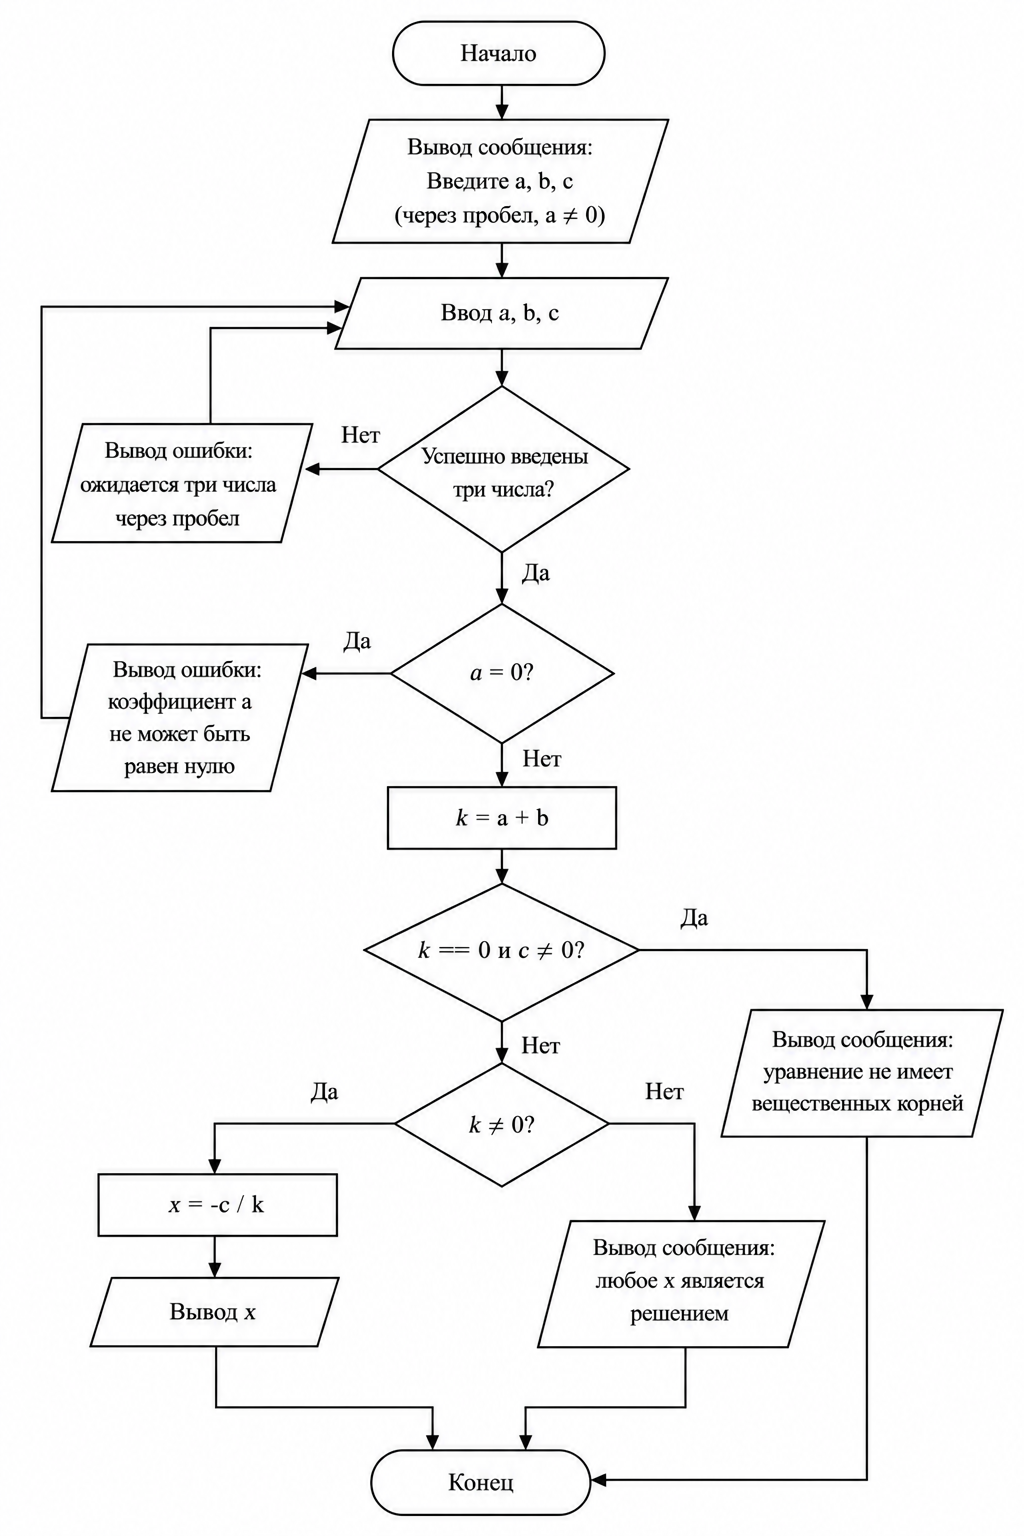 Начало
Вывод сообщения:
Введите a, b, c
(через пробел, a ≠ 0)
Ввод a, b, c
Нет
Успешно введены
три числа?
Вывод ошибки:
ожидается три числа
через пробел
Да
Да
a = 0?
Вывод ошибки:
коэффициент a
не может быть
равен нулю
Нет
k = a + b
Да
k == 0 и c ≠ 0?
Вывод сообщения:
уравнение не имеет
вещественных корней
Нет
Да
Нет
k ≠ 0?
x = -c / k
Вывод сообщения:
любое x является
решением
Вывод x
Конец